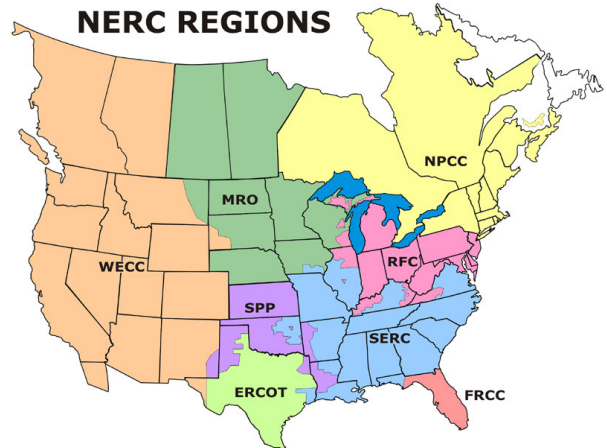 NERC REGIONS
NPCC
MRO
WECC
RFC
SPP
SERC
ERCOT
FRCC